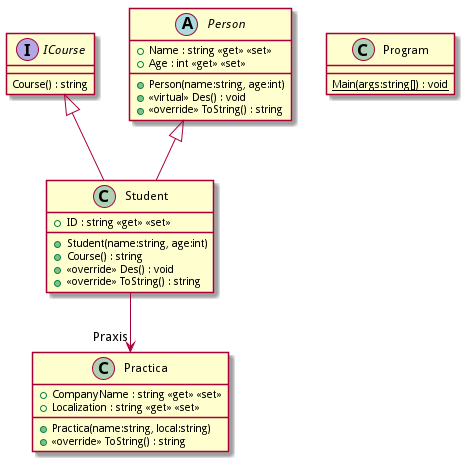 I ICourse
Course() : string
A Person
Name : string «get» «set»
Age : int «get» «set»
Person(name:string, age:int)
«virtual» Des() : void
«override» ToString() : string
C Program
Main(args:string[]) : void
C Student
ID : string «get» «set»
Student(name:string, age:int)
Course() : string
«override» Des() : void
«override» ToString() : string
Praxis
C Practica
CompanyName : string «get» «set»
Localization : string «get» «set»
Practica(name:string, local:string)
«override» ToString() : string